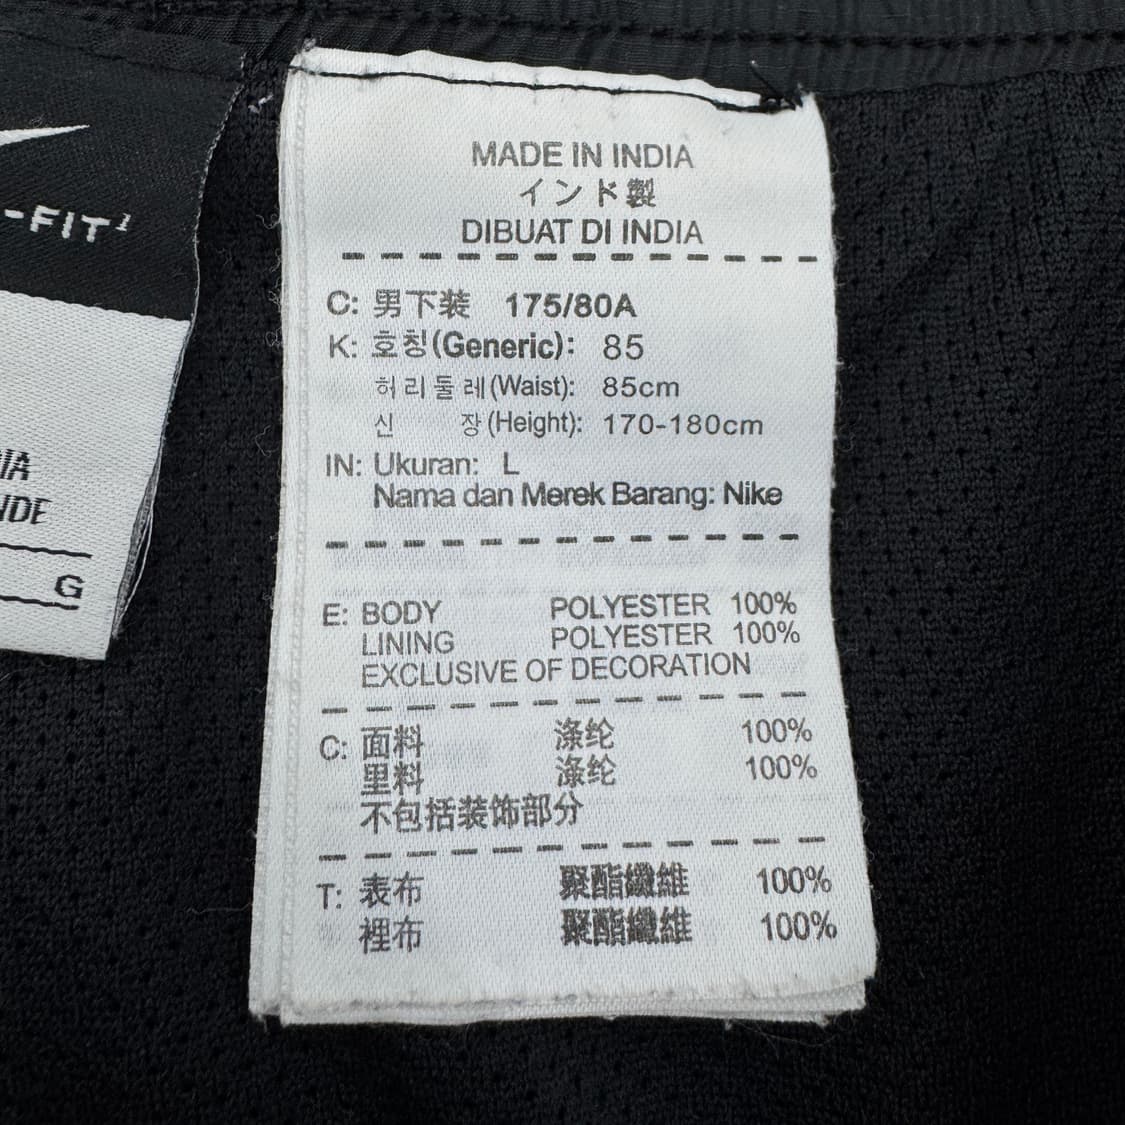 -FIT
MADE IN INDIA
インド製
DIBUAT DI INDIA
C: 男下装 175/80A
K: 호칭(Generic): 85
허리둘레(Waist): 85cm
신 장(Height): 170-180cm
IN: Ukuran: L
Nama dan Merek Barang: Nike
G
E: BODY POLYESTER 100%
LINING POLYESTER 100%
EXCLUSIVE OF DECORATION
C: 面料 涤纶 100%
里料 涤纶 100%
不包括装饰部分
T: 表布 聚酯纖維 100%
裡布 聚酯纖維 100%